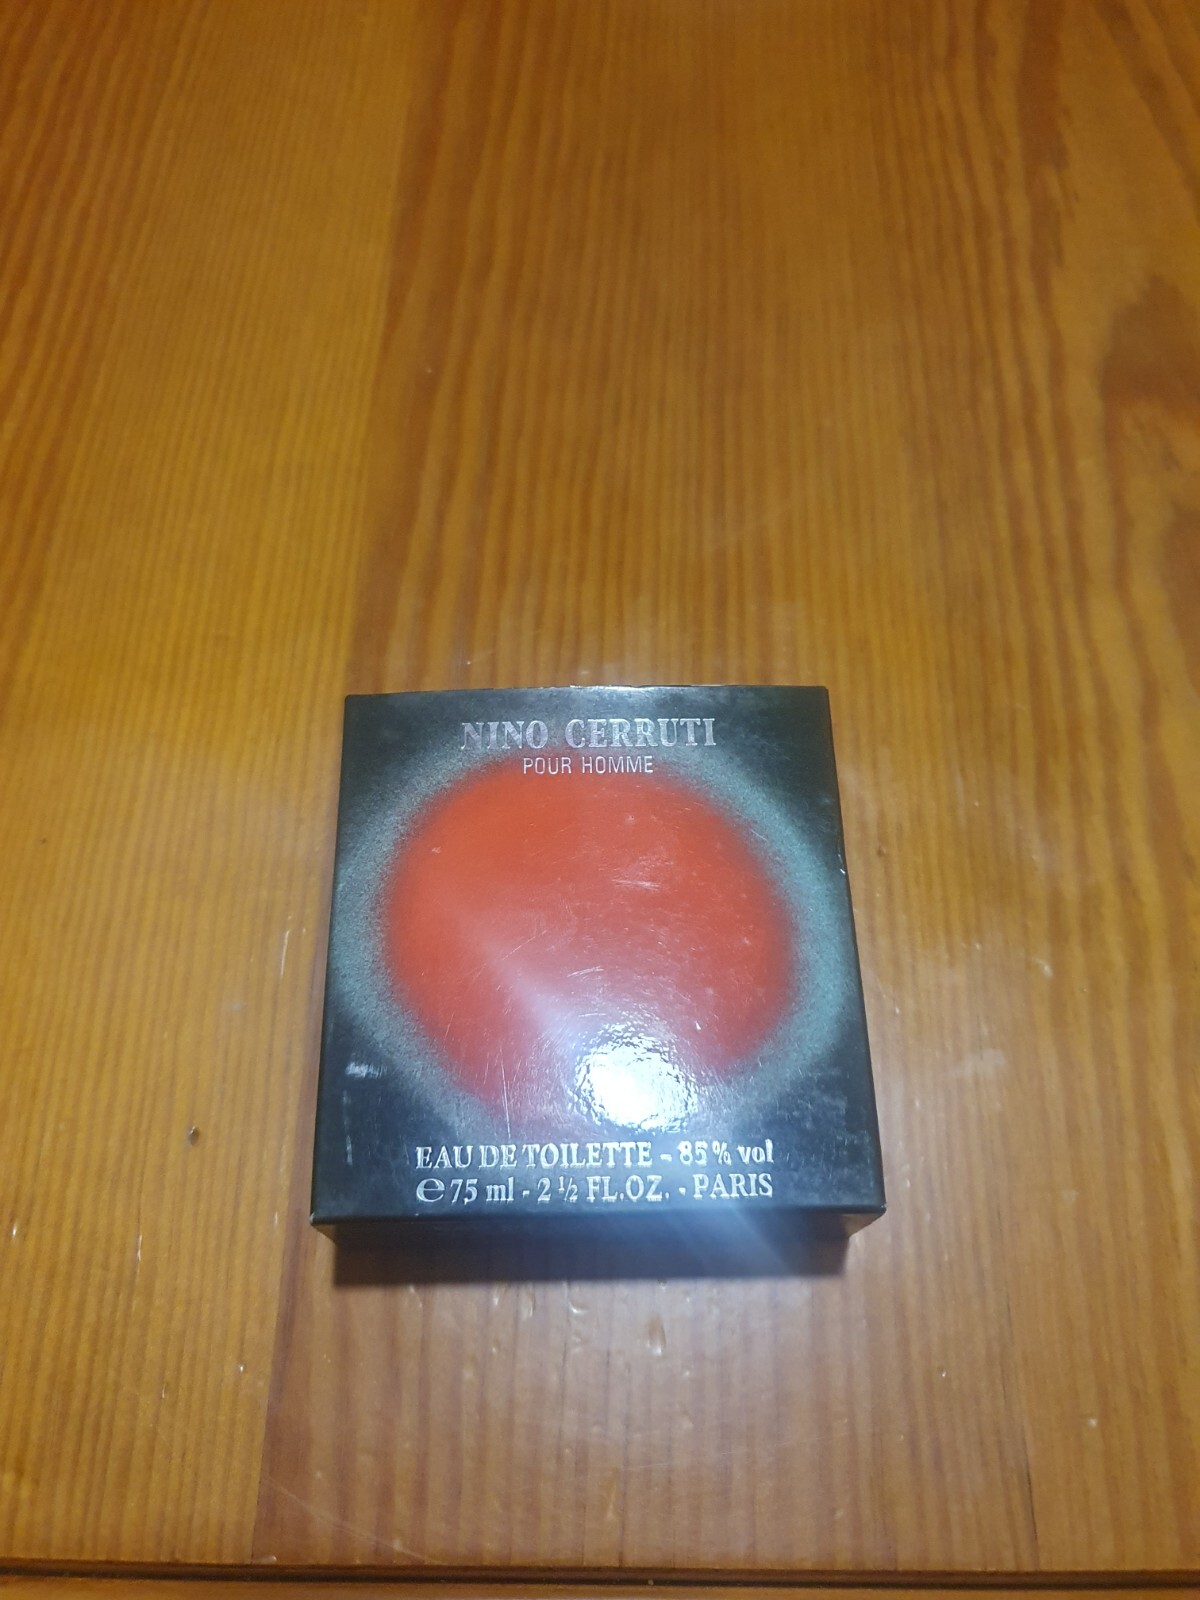 NINO CERRUTI
POUR HOMME
EAU DE TOILETTE - 85% vol
℮ 75 ml - 2 ½ FL.OZ. - PARIS